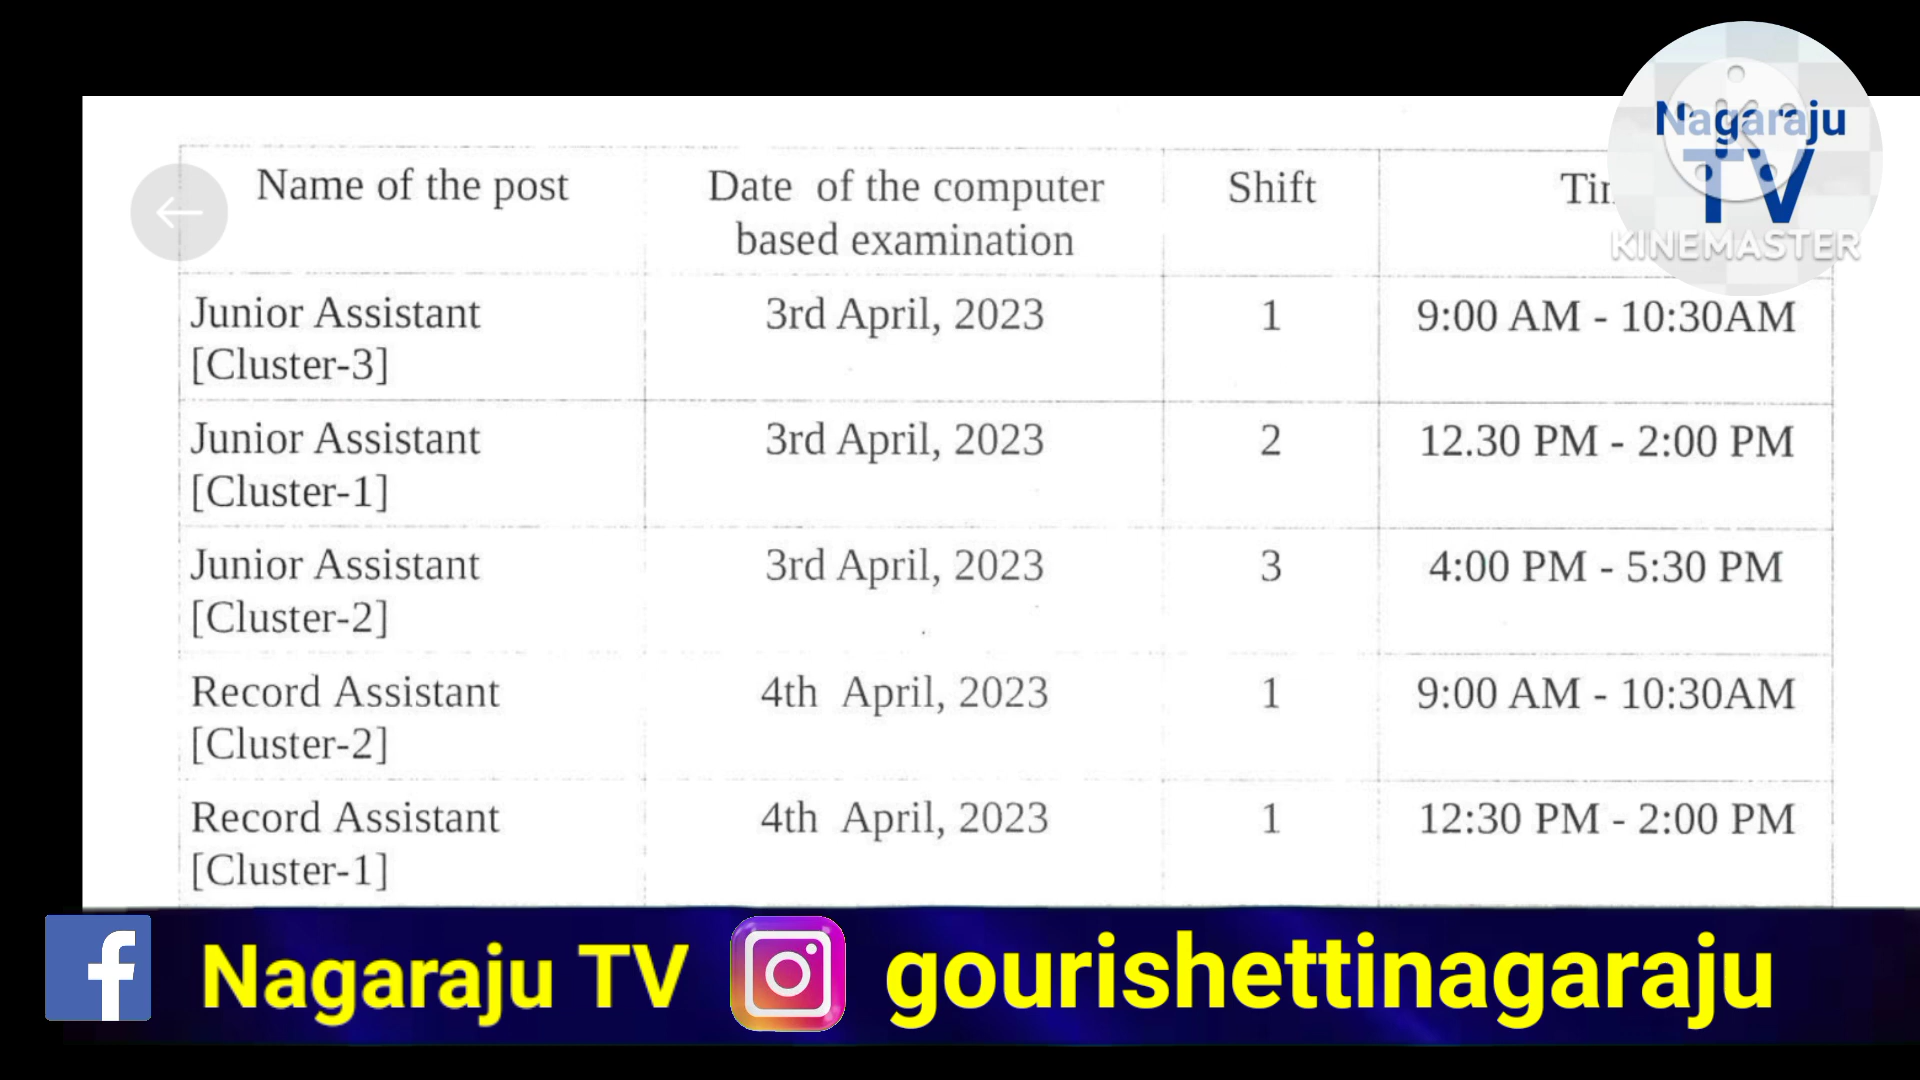 Nagaraju
TV
KINEMASTER
Name of the post Date of the computer Shift
based examination
Junior Assistant 3rd April, 2023 1 9:00 AM - 10:30AM
[Cluster-3]
Junior Assistant 3rd April, 2023 2 12.30 PM - 2:00 PM
[Cluster-1]
Junior Assistant 3rd April, 2023 3 4:00 PM - 5:30 PM
[Cluster-2]
Record Assistant 4th April, 2023 1 9:00 AM - 10:30AM
[Cluster-2]
Record Assistant 4th April, 2023 1 12:30 PM - 2:00 PM
[Cluster-1]
f Nagaraju TV gourishettinagaraju